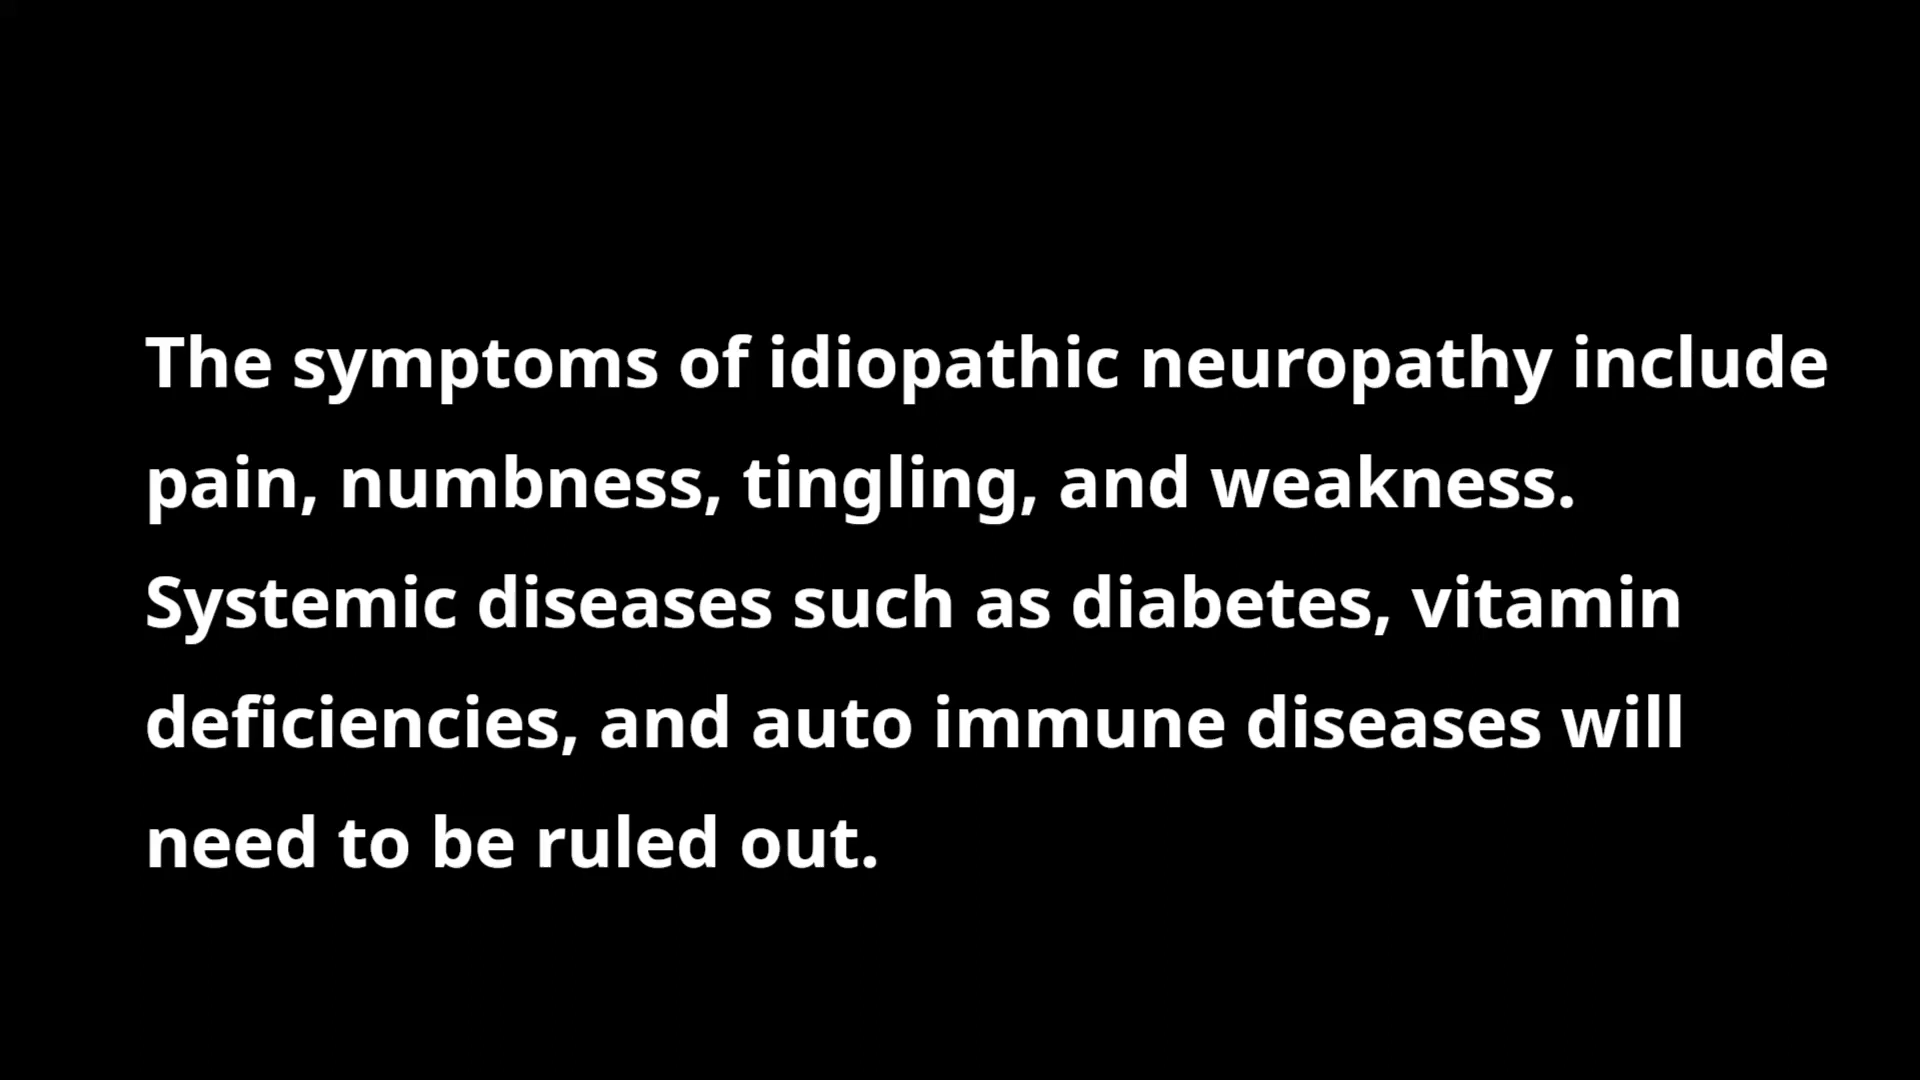 The symptoms of idiopathic neuropathy include
pain, numbness, tingling, and weakness.
Systemic diseases such as diabetes, vitamin
deficiencies, and auto immune diseases will
need to be ruled out.